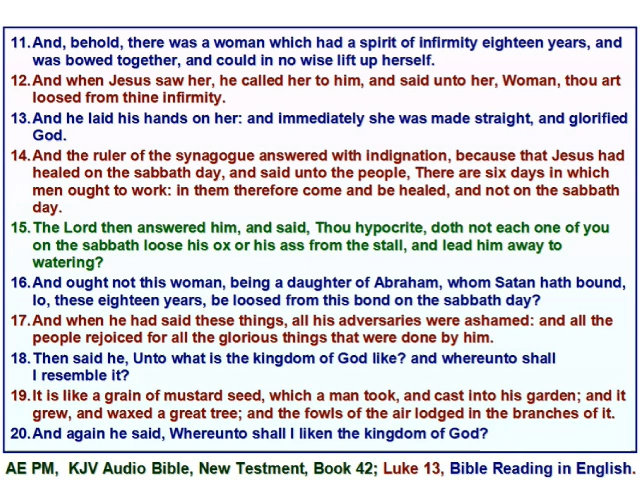 11. And, behold, there was a woman which had a spirit of infirmity eighteen years, and
was bowed together, and could in no wise lift up herself.
12. And when Jesus saw her, he called her to him, and said unto her, Woman, thou art
loosed from thine infirmity.
13. And he laid his hands on her: and immediately she was made straight, and glorified
God.
14. And the ruler of the synagogue answered with indignation, because that Jesus had
healed on the sabbath day, and said unto the people, There are six days in which
men ought to work: in them therefore come and be healed, and not on the sabbath
day.
15. The Lord then answered him, and said, Thou hypocrite, doth not each one of you
on the sabbath loose his ox or his ass from the stall, and lead him away to
watering?
16. And ought not this woman, being a daughter of Abraham, whom Satan hath bound,
lo, these eighteen years, be loosed from this bond on the sabbath day?
17. And when he had said these things, all his adversaries were ashamed: and all the
people rejoiced for all the glorious things that were done by him.
18. Then said he, Unto what is the kingdom of God like? and whereunto shall
I resemble it?
19. It is like a grain of mustard seed, which a man took, and cast into his garden; and it
grew, and waxed a great tree; and the fowls of the air lodged in the branches of it.
20. And again he said, Whereunto shall I liken the kingdom of God?
AE PM, KJV Audio Bible, New Testment, Book 42; Luke 13, Bible Reading in English.